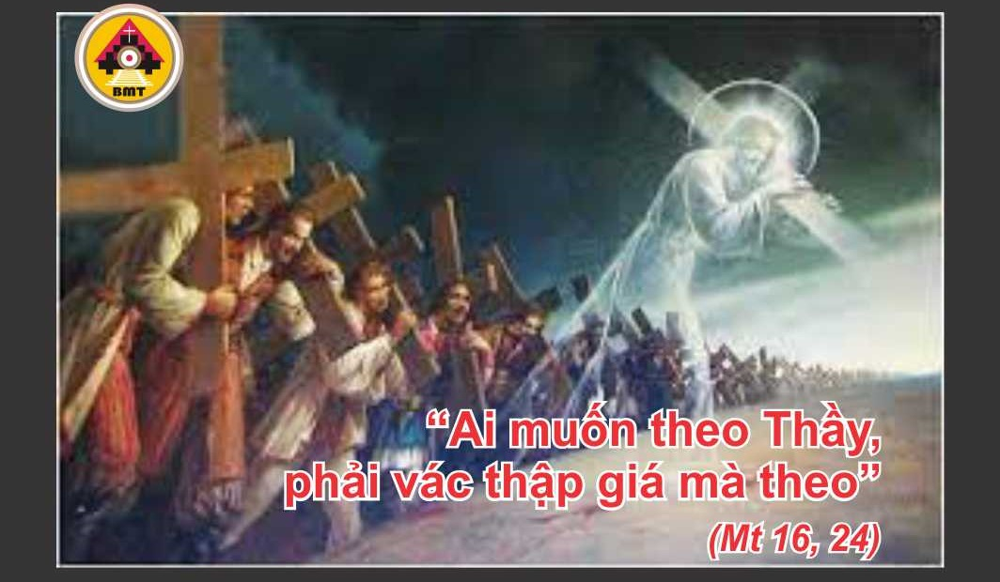 BMT
“Ai muốn theo Thầy,
phải vác thập giá mà theo”
(Mt 16, 24)